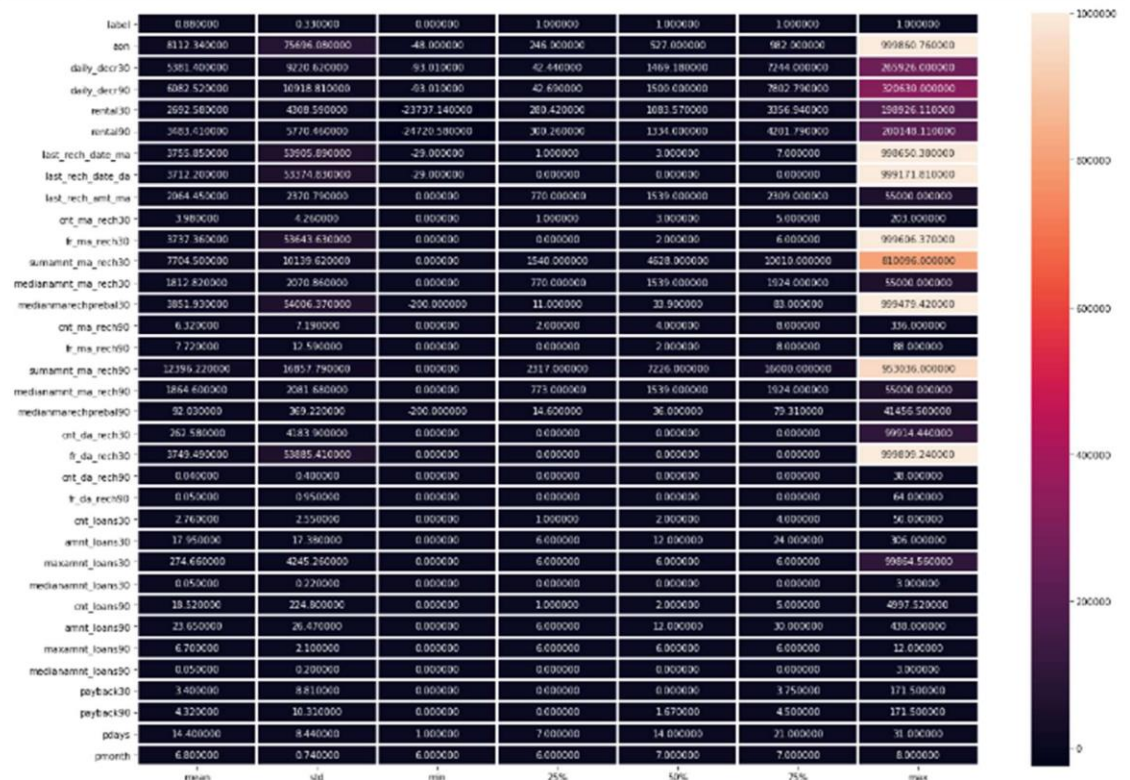 label 0.880000 0.330000 0.000000 1.000000 1.000000 1.000000 1.000000
aon 8112.340000 75696.080000 -48.000000 246.000000 527.000000 982.000000 999860.760000
daily_decr30 5381.400000 9220.620000 -93.010000 42.440000 1469.180000 7244.000000 265926.000000
daily_decr90 6082.520000 10918.810000 -93.010000 42.690000 1500.000000 7802.790000 320630.000000
rental30 2692.580000 4308.590000 -23737.140000 280.420000 1083.570000 3356.940000 198926.110000
rental90 3483.410000 5770.460000 -24720.580000 300.260000 1334.000000 4201.790000 200148.110000
last_rech_date_ma 3755.850000 53905.890000 -29.000000 1.000000 3.000000 7.000000 998650.380000
last_rech_date_da 3712.200000 53374.830000 -29.000000 0.000000 0.000000 0.000000 999171.810000
last_rech_amt_ma 2064.450000 2370.790000 0.000000 770.000000 1539.000000 2309.000000 55000.000000
cnt_ma_rech30 3.980000 4.260000 0.000000 1.000000 3.000000 5.000000 203.000000
fr_ma_rech30 3737.360000 53643.630000 0.000000 0.000000 2.000000 6.000000 999606.370000
sumamnt_ma_rech30 7704.500000 10139.620000 0.000000 1540.000000 4628.000000 10010.000000 810096.000000
medianamnt_ma_rech30 1812.820000 2070.860000 0.000000 770.000000 1539.000000 1924.000000 55000.000000
medianmarechprebal30 3851.930000 54006.370000 -200.000000 11.000000 33.900000 83.000000 999479.420000
cnt_ma_rech90 6.320000 7.190000 0.000000 2.000000 4.000000 8.000000 336.000000
fr_ma_rech90 7.720000 12.590000 0.000000 0.000000 2.000000 8.000000 88.000000
sumamnt_ma_rech90 12396.220000 16857.790000 0.000000 2317.000000 7226.000000 16000.000000 953036.000000
medianamnt_ma_rech90 1864.600000 2081.680000 0.000000 773.000000 1539.000000 1924.000000 55000.000000
medianmarechprebal90 92.030000 369.220000 -200.000000 14.600000 36.000000 79.310000 41456.500000
cnt_da_rech30 262.580000 4183.900000 0.000000 0.000000 0.000000 0.000000 99914.440000
fr_da_rech30 3749.490000 53885.410000 0.000000 0.000000 0.000000 0.000000 999809.240000
cnt_da_rech90 0.040000 0.400000 0.000000 0.000000 0.000000 0.000000 38.000000
fr_da_rech90 0.050000 0.950000 0.000000 0.000000 0.000000 0.000000 64.000000
cnt_loans30 2.760000 2.550000 0.000000 1.000000 2.000000 4.000000 50.000000
amnt_loans30 17.950000 17.380000 0.000000 6.000000 12.000000 24.000000 306.000000
maxamnt_loans30 274.660000 4245.260000 0.000000 6.000000 6.000000 6.000000 99864.560000
medianamnt_loans30 0.050000 0.220000 0.000000 0.000000 0.000000 0.000000 3.000000
cnt_loans90 18.520000 224.800000 0.000000 1.000000 2.000000 5.000000 4997.520000
amnt_loans90 23.650000 26.470000 0.000000 6.000000 12.000000 30.000000 438.000000
maxamnt_loans90 6.700000 2.100000 0.000000 6.000000 6.000000 6.000000 12.000000
medianamnt_loans90 0.050000 0.200000 0.000000 0.000000 0.000000 0.000000 3.000000
payback30 3.400000 8.810000 0.000000 0.000000 0.000000 3.750000 171.500000
payback90 4.320000 10.310000 0.000000 0.000000 1.670000 4.500000 171.500000
pdays 14.400000 8.440000 1.000000 7.000000 14.000000 21.000000 31.000000
pmonth 6.800000 0.740000 6.000000 6.000000 7.000000 7.000000 8.000000
mean std min 25% 50% 75% max
1000000
800000
600000
400000
200000
0